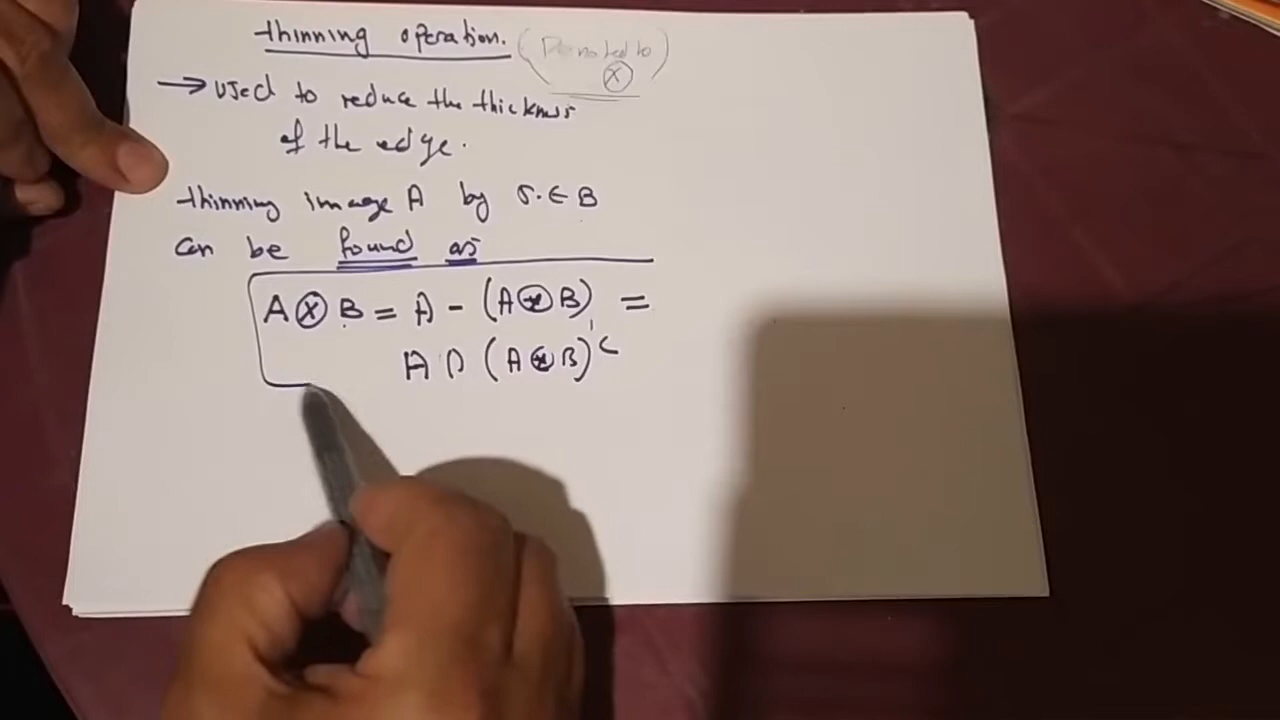 thinning operation. (Denoted to
⊗)
→ used to reduce the thickness
of the edge.
thinning image A by S.E B
can be found as
A ⊗ B = A - (A ⊛ B) =
A ∩ (A ⊛ B)ᶜ